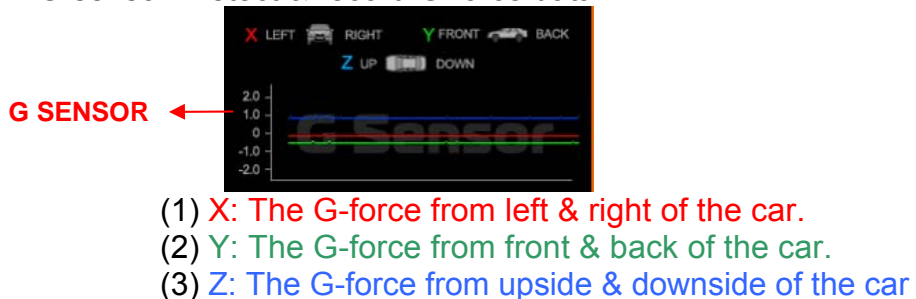 X LEFT RIGHT Y FRONT BACK
Z UP DOWN
G SENSOR
2.0
1.0
0
-1.0
-2.0
G Sensor
(1) X: The G-force from left & right of the car.
(2) Y: The G-force from front & back of the car.
(3) Z: The G-force from upside & downside of the car